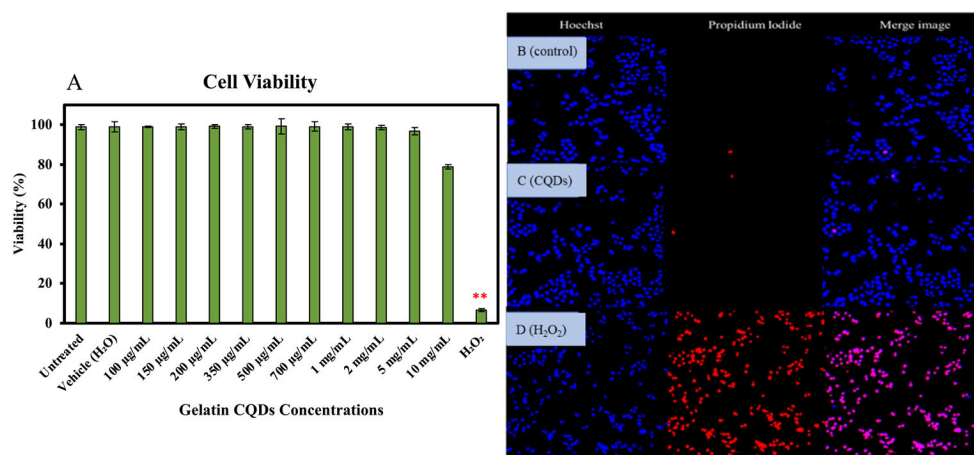 A
Cell Viability
Viability (%)
100
80
60
40
20
0
**
Untreated
Vehicle (H₂O)
100 µg/mL
150 µg/mL
200 µg/mL
350 µg/mL
500 µg/mL
700 µg/mL
1 mg/mL
2 mg/mL
5 mg/mL
10 mg/mL
H₂O₂
Gelatin CQDs Concentrations
Hoechst Propidium Iodide Merge image
B (control)
C (CQDs)
D (H₂O₂)